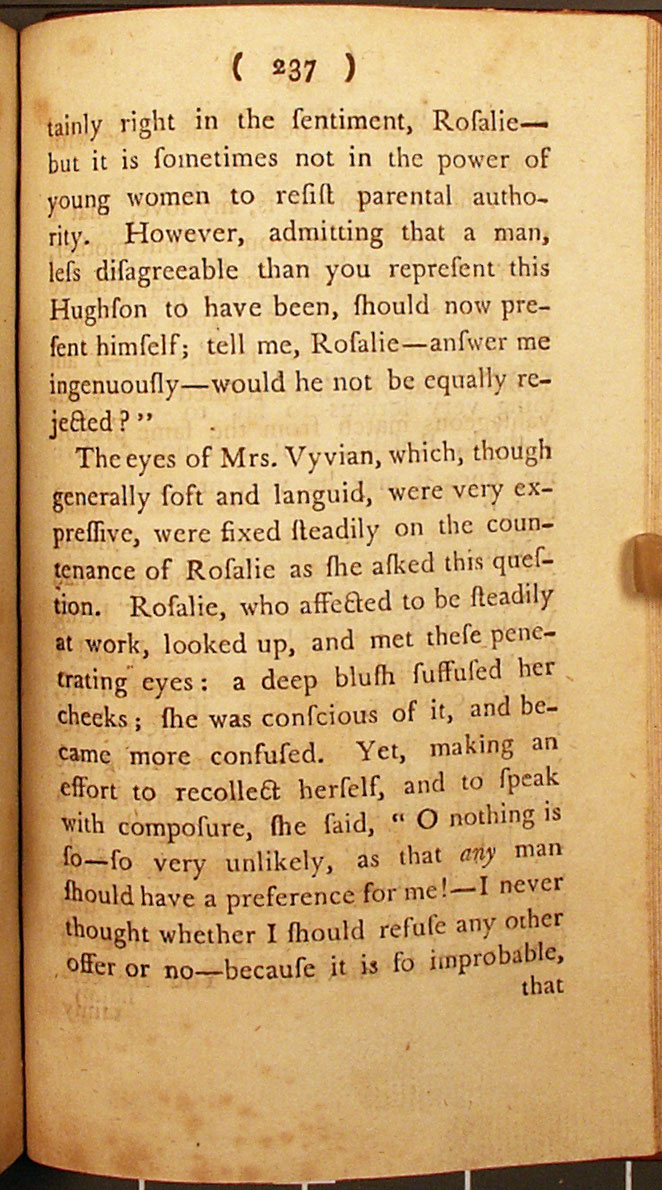 ( 237 )
tainly right in the ſentiment, Roſalie—
but it is ſometimes not in the power of
young women to reſiſt parental autho-
rity. However, admitting that a man,
leſs diſagreeable than you repreſent this
Hughſon to have been, ſhould now pre-
ſent himſelf; tell me, Roſalie—anſwer me
ingenuouſly—would he not be equally re-
jected?”
The eyes of Mrs. Vyvian, which, though
generally ſoft and languid, were very ex-
preſſive, were fixed ſteadily on the coun-
tenance of Roſalie as ſhe aſked this queſ-
tion. Roſalie, who affected to be ſteadily
at work, looked up, and met theſe pene-
trating eyes: a deep bluſh ſuffuſed her
cheeks; ſhe was conſcious of it, and be-
came more confuſed. Yet, making an
effort to recollect herſelf, and to ſpeak
with compoſure, ſhe ſaid, “ O nothing is
ſo—ſo very unlikely, as that any man
ſhould have a preference for me!—I never
thought whether I ſhould refuſe any other
offer or no—becauſe it is ſo improbable,
that